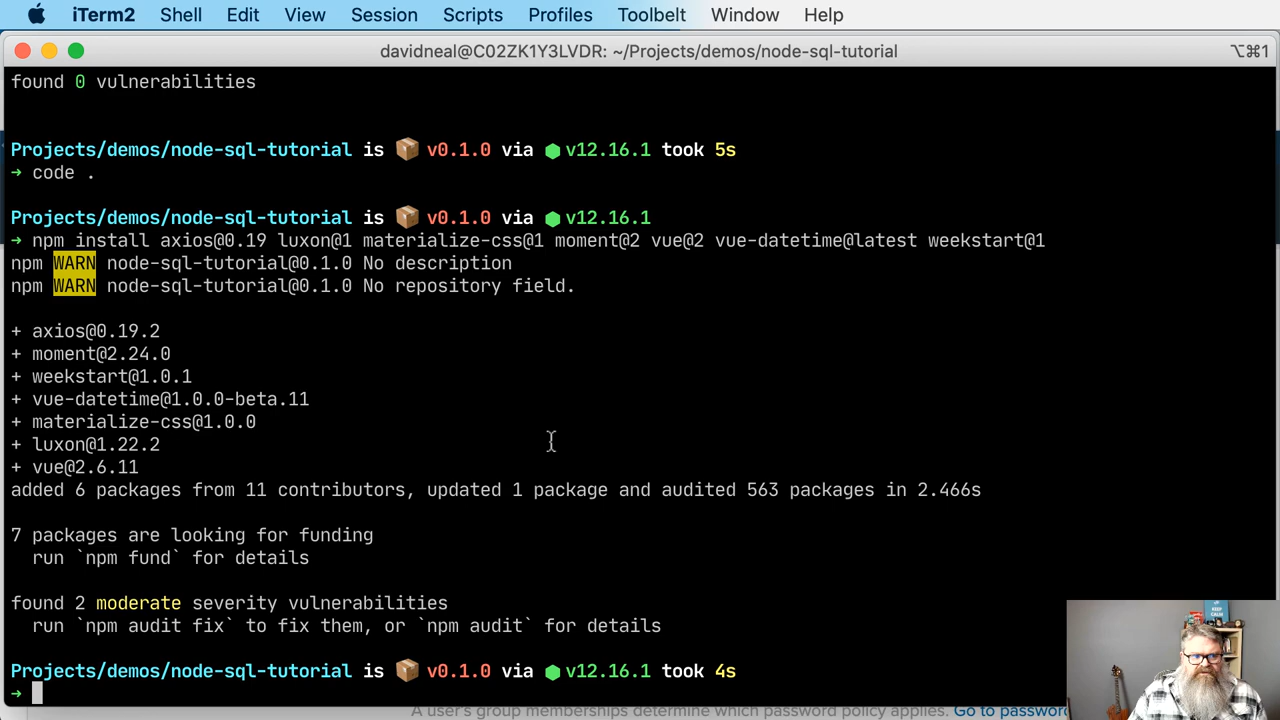 iTerm2 Shell Edit View Session Scripts Profiles Toolbelt Window Help
davidneal@C02ZK1Y3LVDR: ~/Projects/demos/node-sql-tutorial ⌥⌘1
found 0 vulnerabilities
Projects/demos/node-sql-tutorial is 📦 v0.1.0 via ⬢ v12.16.1 took 5s
➜ code .
Projects/demos/node-sql-tutorial is 📦 v0.1.0 via ⬢ v12.16.1
➜ npm install axios@0.19 luxon@1 materialize-css@1 moment@2 vue@2 vue-datetime@latest weekstart@1
npm WARN node-sql-tutorial@0.1.0 No description
npm WARN node-sql-tutorial@0.1.0 No repository field.
+ axios@0.19.2
+ moment@2.24.0
+ weekstart@1.0.1
+ vue-datetime@1.0.0-beta.11
+ materialize-css@1.0.0
+ luxon@1.22.2
+ vue@2.6.11
added 6 packages from 11 contributors, updated 1 package and audited 563 packages in 2.466s
7 packages are looking for funding
run `npm fund` for details
found 2 moderate severity vulnerabilities
run `npm audit fix` to fix them, or `npm audit` for details
KEEP
CALM
Projects/demos/node-sql-tutorial is 📦 v0.1.0 via ⬢ v12.16.1 took 4s
➜
A user's group memberships determine which password policy applies. Go to